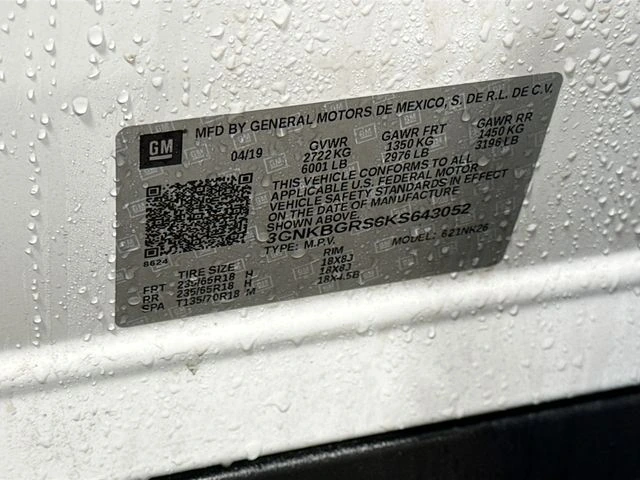 GM
MFD BY GENERAL MOTORS DE MEXICO, S. DE R.L. DE C.V.
04/19 GVWR GAWR FRT GAWR RR
2722 KG 1350 KG 1450 KG
6001 LB 2976 LB 3196 LB
THIS VEHICLE CONFORMS TO ALL
APPLICABLE U.S. FEDERAL MOTOR
VEHICLE SAFETY STANDARDS IN EFFECT
ON THE DATE OF MANUFACTURE
SHOWN ABOVE.
3GNKBGRS6KS643052
TYPE: M.P.V. MODEL: 621NK26
8624
TIRE SIZE RIM
FRT 235/65R18 H 18X8J
RR 235/65R18 H 18X8J
SPA T135/70R18 M 18X4.5B